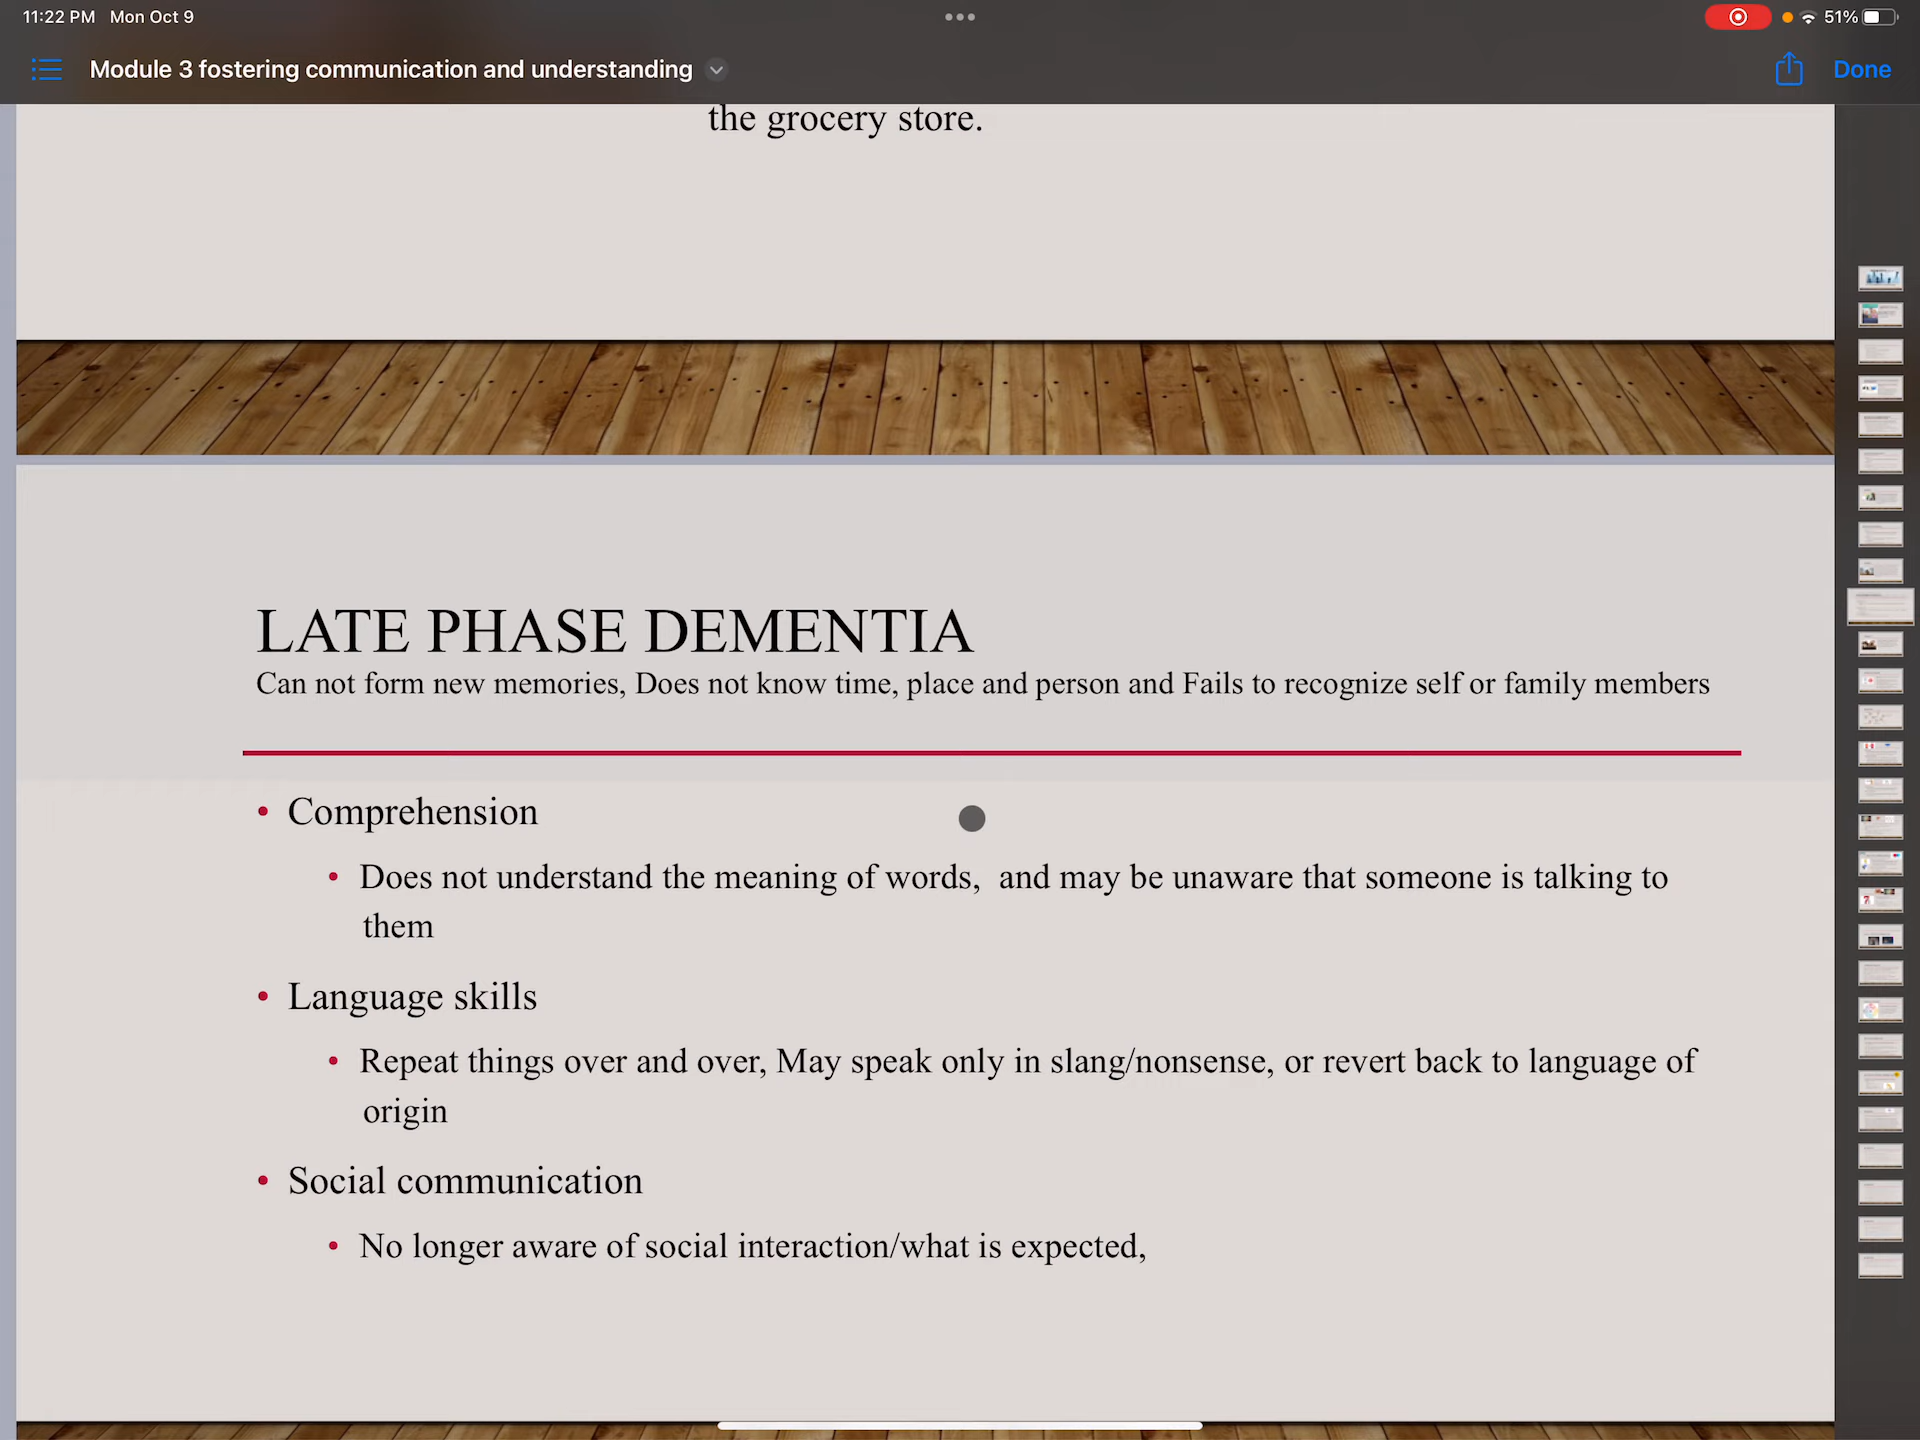 11:22 PM Mon Oct 9
51%
Module 3 fostering communication and understanding
Done
the grocery store.
LATE PHASE DEMENTIA
Can not form new memories, Does not know time, place and person and Fails to recognize self or family members
• Comprehension
• Does not understand the meaning of words, and may be unaware that someone is talking to
them
• Language skills
• Repeat things over and over, May speak only in slang/nonsense, or revert back to language of
origin
• Social communication
• No longer aware of social interaction/what is expected,